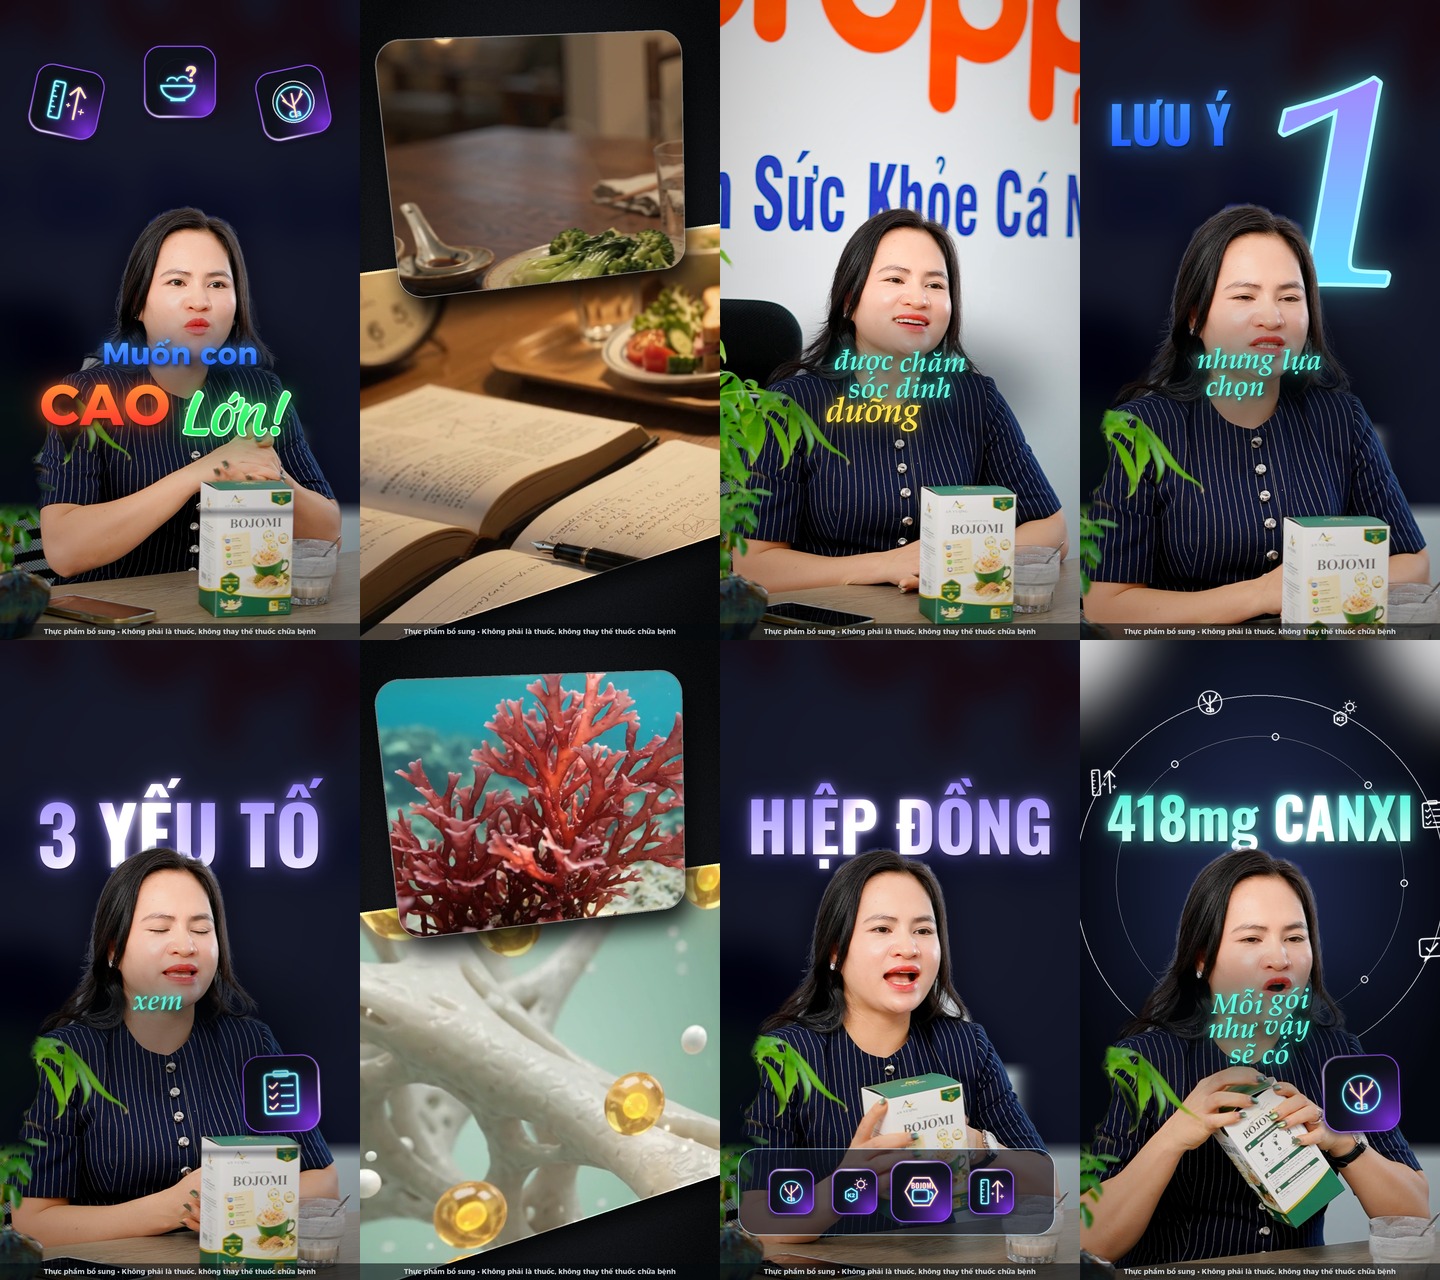 Muốn con
CAO Lớn!
BOJOMI
Thực phẩm bổ sung • Không phải là thuốc, không thay thế thuốc chữa bệnh
Thực phẩm bổ sung • Không phải là thuốc, không thay thế thuốc chữa bệnh
Sức Khỏe Cá
được chăm
sóc dinh
dưỡng
BOJOMI
Thực phẩm bổ sung • Không phải là thuốc, không thay thế thuốc chữa bệnh
LƯU Ý 1
nhưng lựa
chọn
BOJOMI
Thực phẩm bổ sung • Không phải là thuốc, không thay thế thuốc chữa bệnh
3 YẾU TỐ
xem
BOJOMI
Thực phẩm bổ sung • Không phải là thuốc, không thay thế thuốc chữa bệnh
Thực phẩm bổ sung • Không phải là thuốc, không thay thế thuốc chữa bệnh
HIỆP ĐỒNG
BOJOMI
Ca
K2
BOJOMI
Thực phẩm bổ sung • Không phải là thuốc, không thay thế thuốc chữa bệnh
Ca
K2
418mg CANXI
Mỗi gói
như vậy
sẽ có
Ca
BOJOMI
Thực phẩm bổ sung • Không phải là thuốc, không thay thế thuốc chữa bệnh